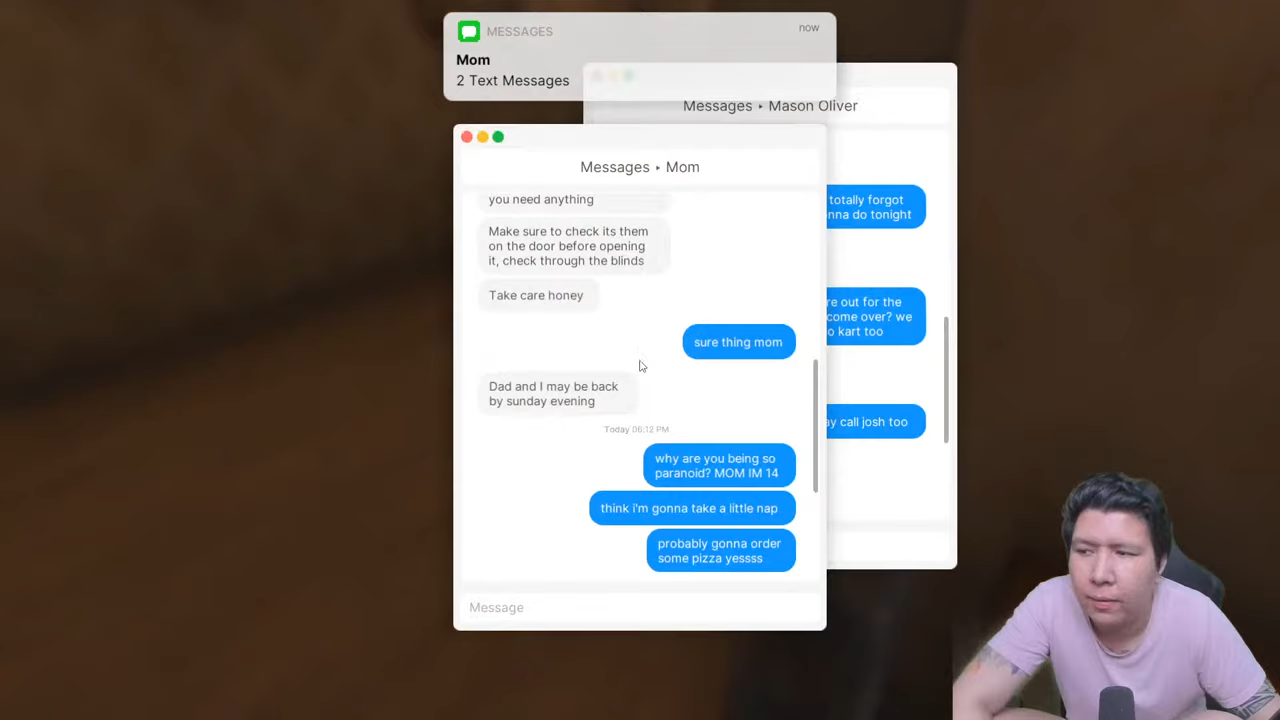 MESSAGES
now
Mom
2 Text Messages
Messages ▸ Mason Oliver
Messages ▸ Mom
you need anything
Make sure to check its them
on the door before opening
it, check through the blinds
Take care honey
sure thing mom
Dad and I may be back
by sunday evening
Today 06:12 PM
why are you being so
paranoid? MOM IM 14
think i'm gonna take a little nap
probably gonna order
some pizza yessss
Message
totally forgot
do tonight
out for the
come over? we
kart too
call josh too